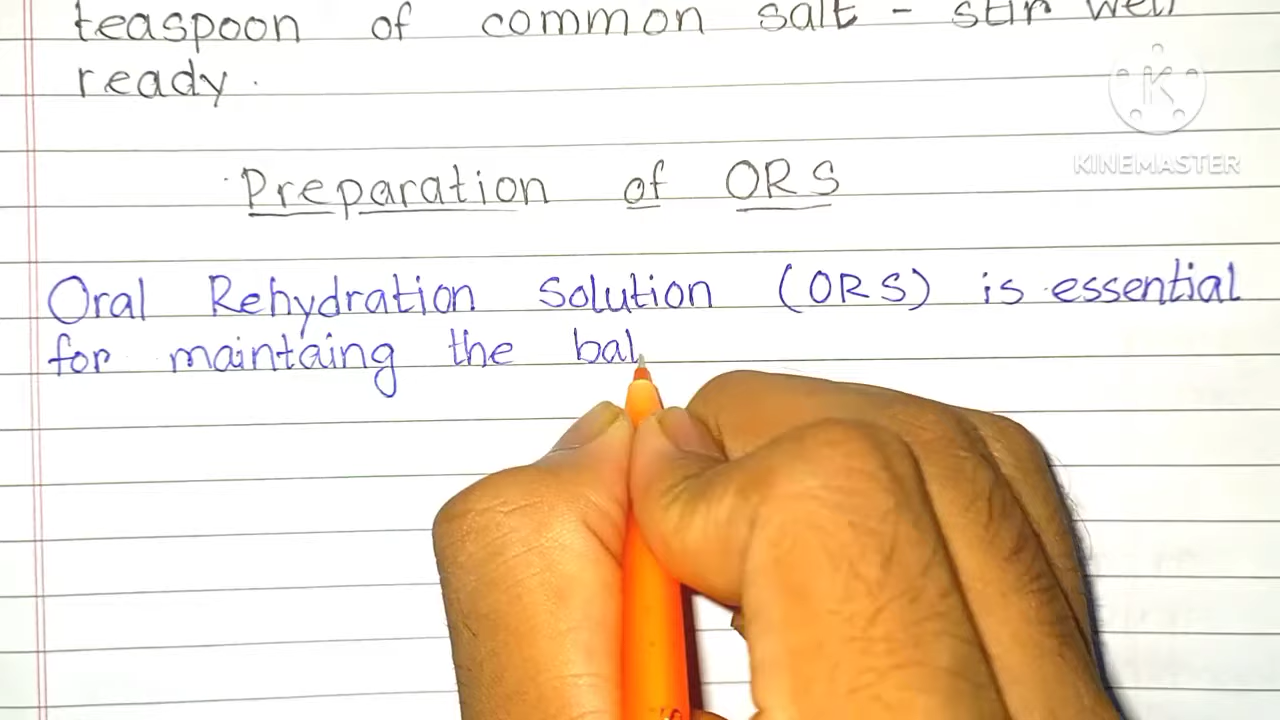 teaspoon of common salt - stir well
ready.
Preparation of ORS
Oral Rehydration Solution (ORS) is essential
for maintaing the bal
KINEMASTER